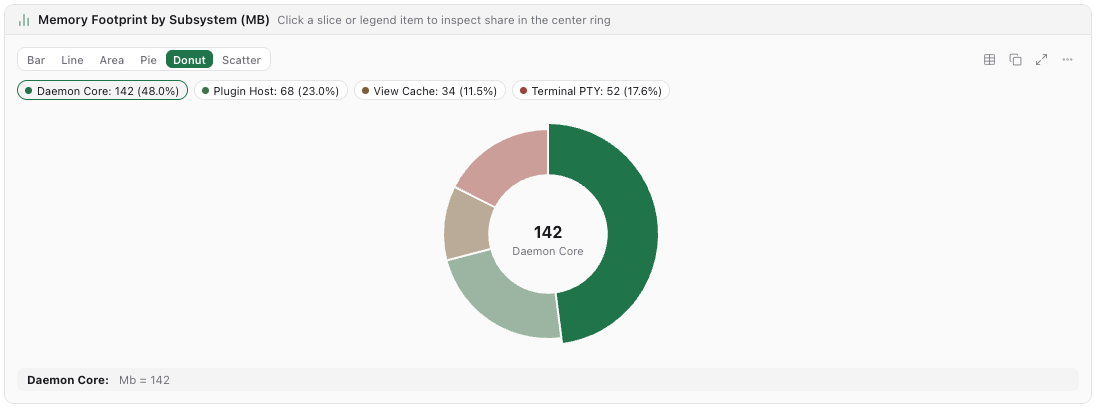 Memory Footprint by Subsystem (MB) Click a slice or legend item to inspect share in the center ring
Bar Line Area Pie Donut Scatter
Daemon Core: 142 (48.0%) Plugin Host: 68 (23.0%) View Cache: 34 (11.5%) Terminal PTY: 52 (17.6%)
142
Daemon Core
Daemon Core: Mb = 142